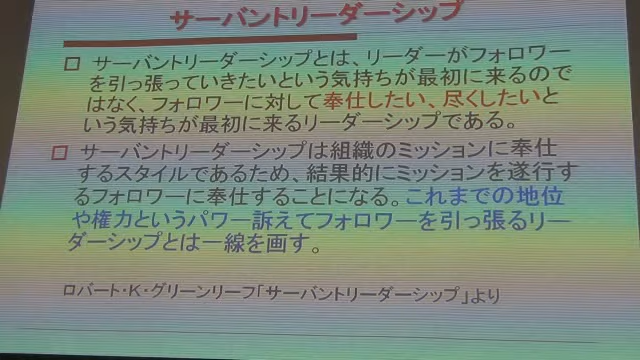 サーバントリーダーシップ
□ サーバントリーダーシップとは、リーダーがフォロワー
を引っ張っていきたいという気持ちが最初に来るので
はなく、フォロワーに対して奉仕したい、尽くしたいと
いう気持ちが最初に来るリーダーシップである。
□ サーバントリーダーシップは組織のミッションに奉仕
するスタイルであるため、結果的にミッションを遂行す
るフォロワーに奉仕することになる。これまでの地位
や権力というパワー訴えてフォロワーを引っ張るリー
ダーシップとは一線を画す。
ロバート・K・グリーンリーフ「サーバントリーダーシップ」より